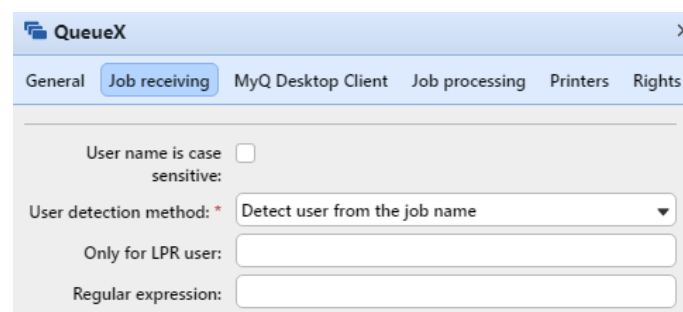 QueueX
General Job receiving MyQ Desktop Client Job processing Printers Rights
User name is case
sensitive:
User detection method: * Detect user from the job name
Only for LPR user:
Regular expression: